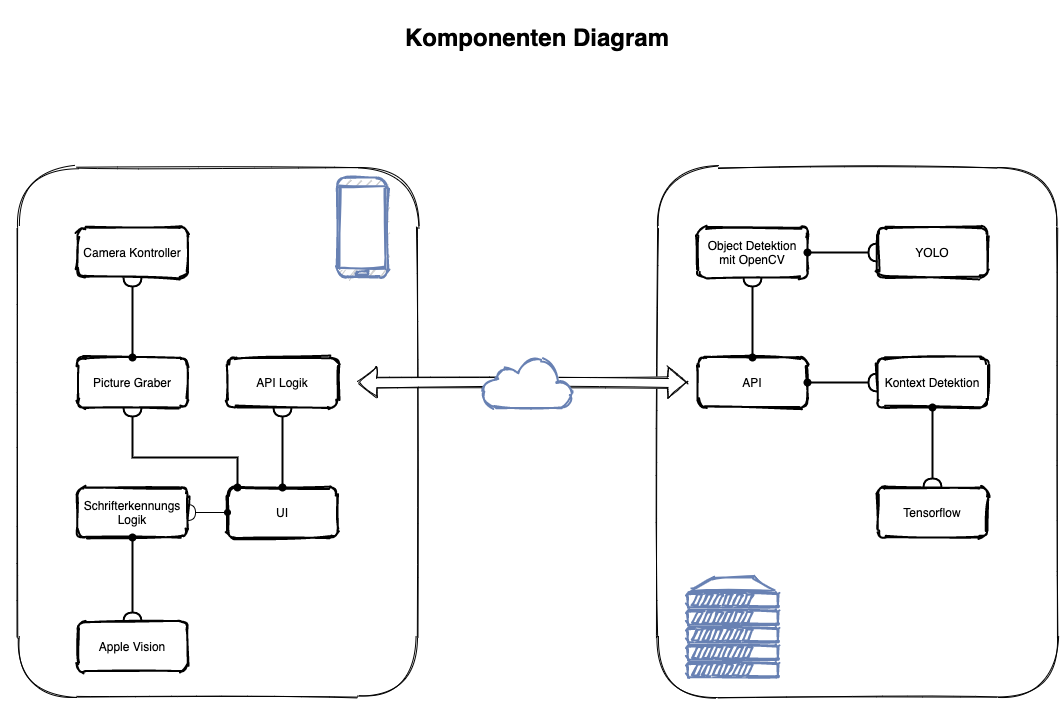 Komponenten Diagram
Camera Kontroller
Picture Graber
API Logik
Schrifterkennungs
Logik
UI
Apple Vision
Object Detektion
mit OpenCV
YOLO
API
Kontext Detektion
Tensorflow